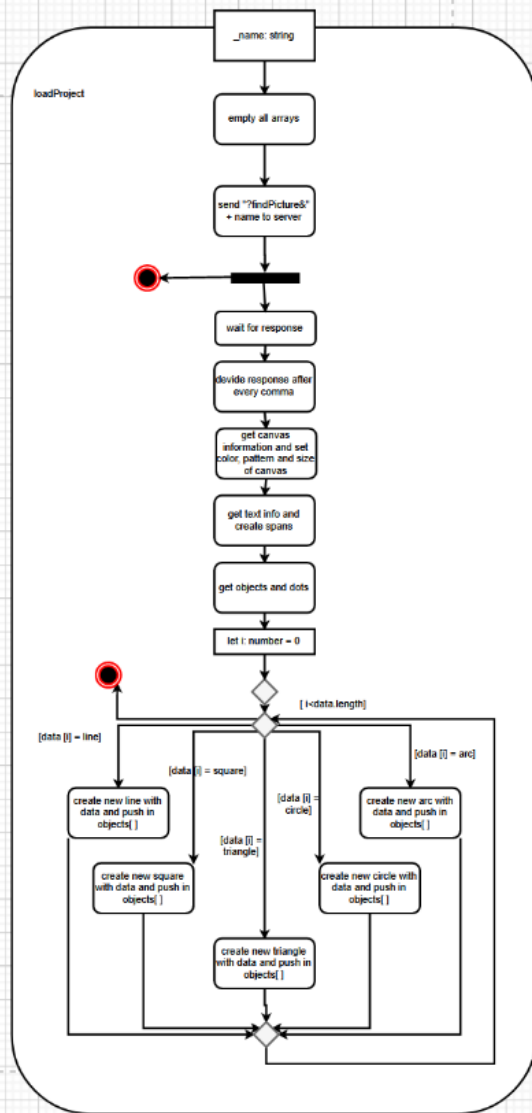 _name: string
loadProject
empty all arrays
send "?findPicture&"
+ name to server
wait for response
devide response after
every comma
get canvas
information and set
color, pattern and size
of canvas
get text info and
create spans
get objects and dots
let i: number = 0
[ i<data.length]
[data [i] = line]
[data [i] = arc]
[data [i] = square]
[data [i] =
circle]
[data [i] =
triangle]
create new line with
data and push in
objects[ ]
create new arc with
data and push in
objects[ ]
create new square
with data and push in
objects[ ]
create new circle with
data and push in
objects[ ]
create new triangle
with data and push in
objects[ ]